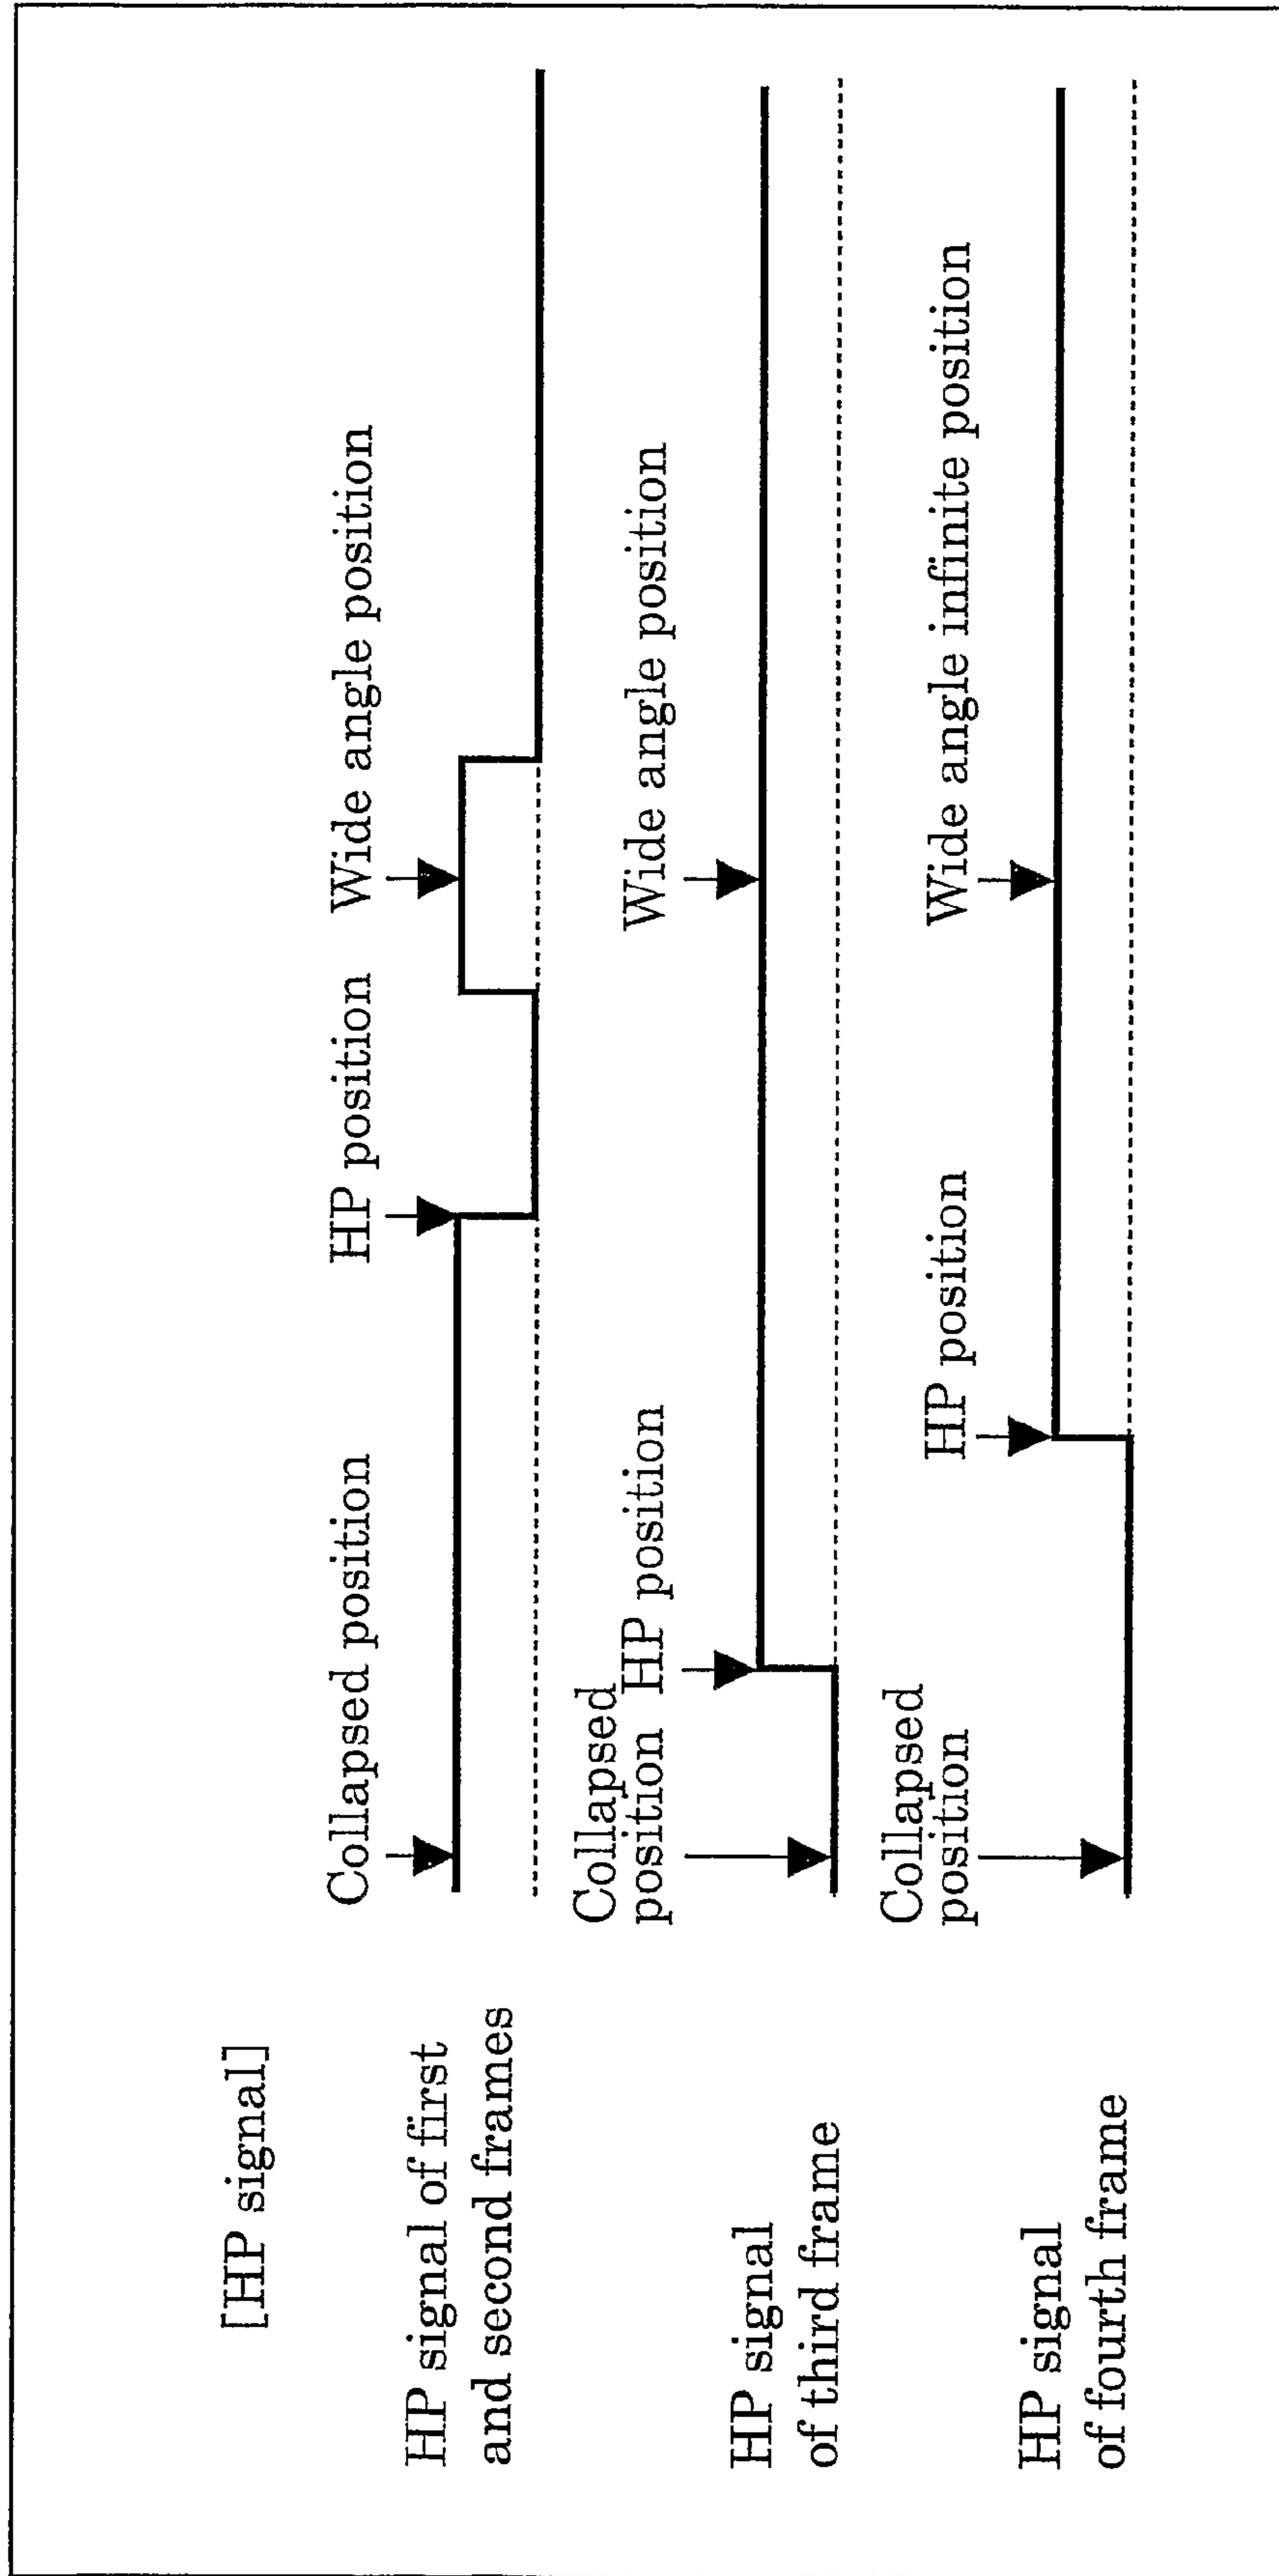 [HP signal]
HP signal of first
and second frames
Collapsed position
HP position
Wide angle position
HP signal
of third frame
Collapsed
position
HP position
Wide angle position
HP signal
of fourth frame
Collapsed
position
HP position
Wide angle infinite position